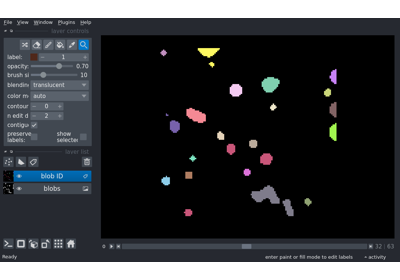 File View Window Plugins Help
layer controls
label: 1
opacity: 0.70
brush si 10
blending translucent
color m auto
contour 0
n edit d 2
contigu
preserve labels: show selected
layer list
blob ID
blobs
32 63
Ready enter paint or fill mode to edit labels activity